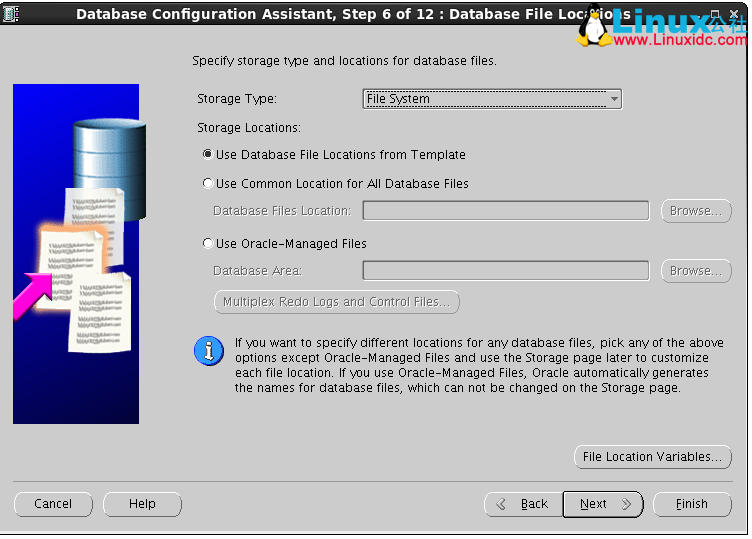 Database Configuration Assistant, Step 6 of 12 : Database File Locations
Linux公社
www.Linuxidc.com
Specify storage type and locations for database files.
Storage Type: File System
Storage Locations:
Use Database File Locations from Template
Use Common Location for All Database Files
Database Files Location: Browse...
Use Oracle-Managed Files
Database Area: Browse...
Multiplex Redo Logs and Control Files...
If you want to specify different locations for any database files, pick any of the above
options except Oracle-Managed Files and use the Storage page later to customize
each file location. If you use Oracle-Managed Files, Oracle automatically generates
the names for database files, which can not be changed on the Storage page.
File Location Variables...
Cancel Help Back Next Finish